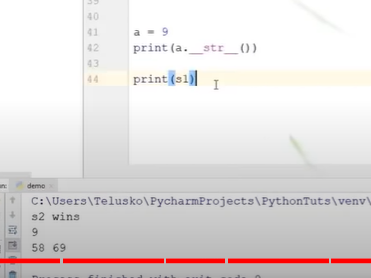 40
41 a = 9
42 print(a.__str__())
43
44 print(s1)
demo
C:\Users\Telusko\PycharmProjects\PythonTuts\venv\
s2 wins
9
58 69